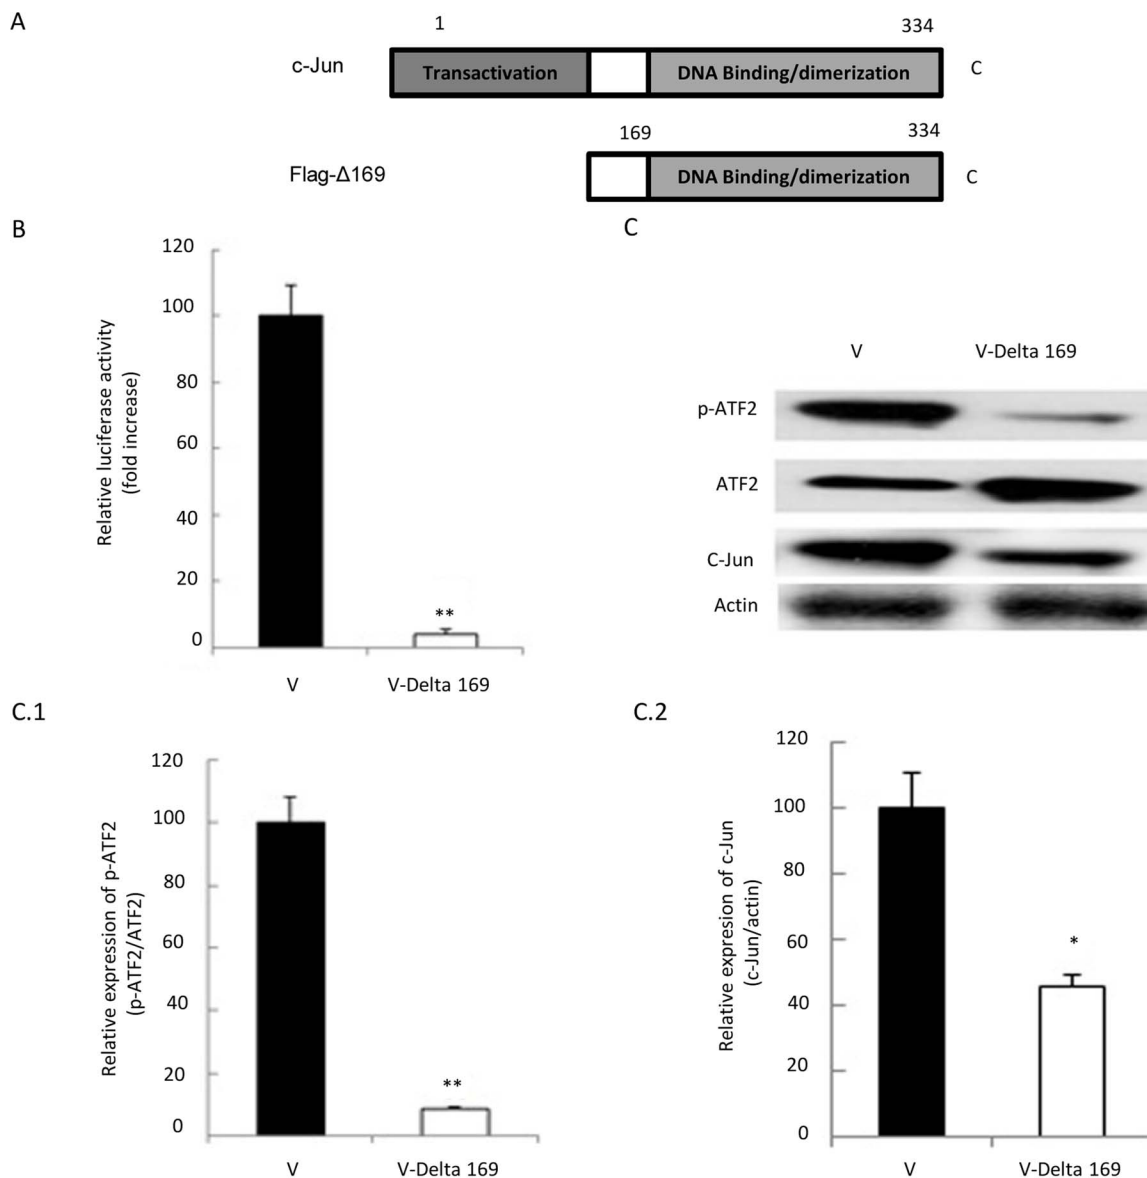 A
1
334
c-Jun
Transactivation
DNA Binding/dimerization
C
169
334
Flag-Δ169
DNA Binding/dimerization
C
B
120
100
80
60
40
20
0
Relative luciferase activity
(fold increase)
**
V
V-Delta 169
C
V
V-Delta 169
p-ATF2
ATF2
C-Jun
Actin
C.1
120
100
80
60
40
20
0
Relative expression of p-ATF2
(p-ATF2/ATF2)
**
V
V-Delta 169
C.2
120
100
80
60
40
20
0
Relative expresion of c-Jun
(c-Jun/actin)
*
V
V-Delta 169